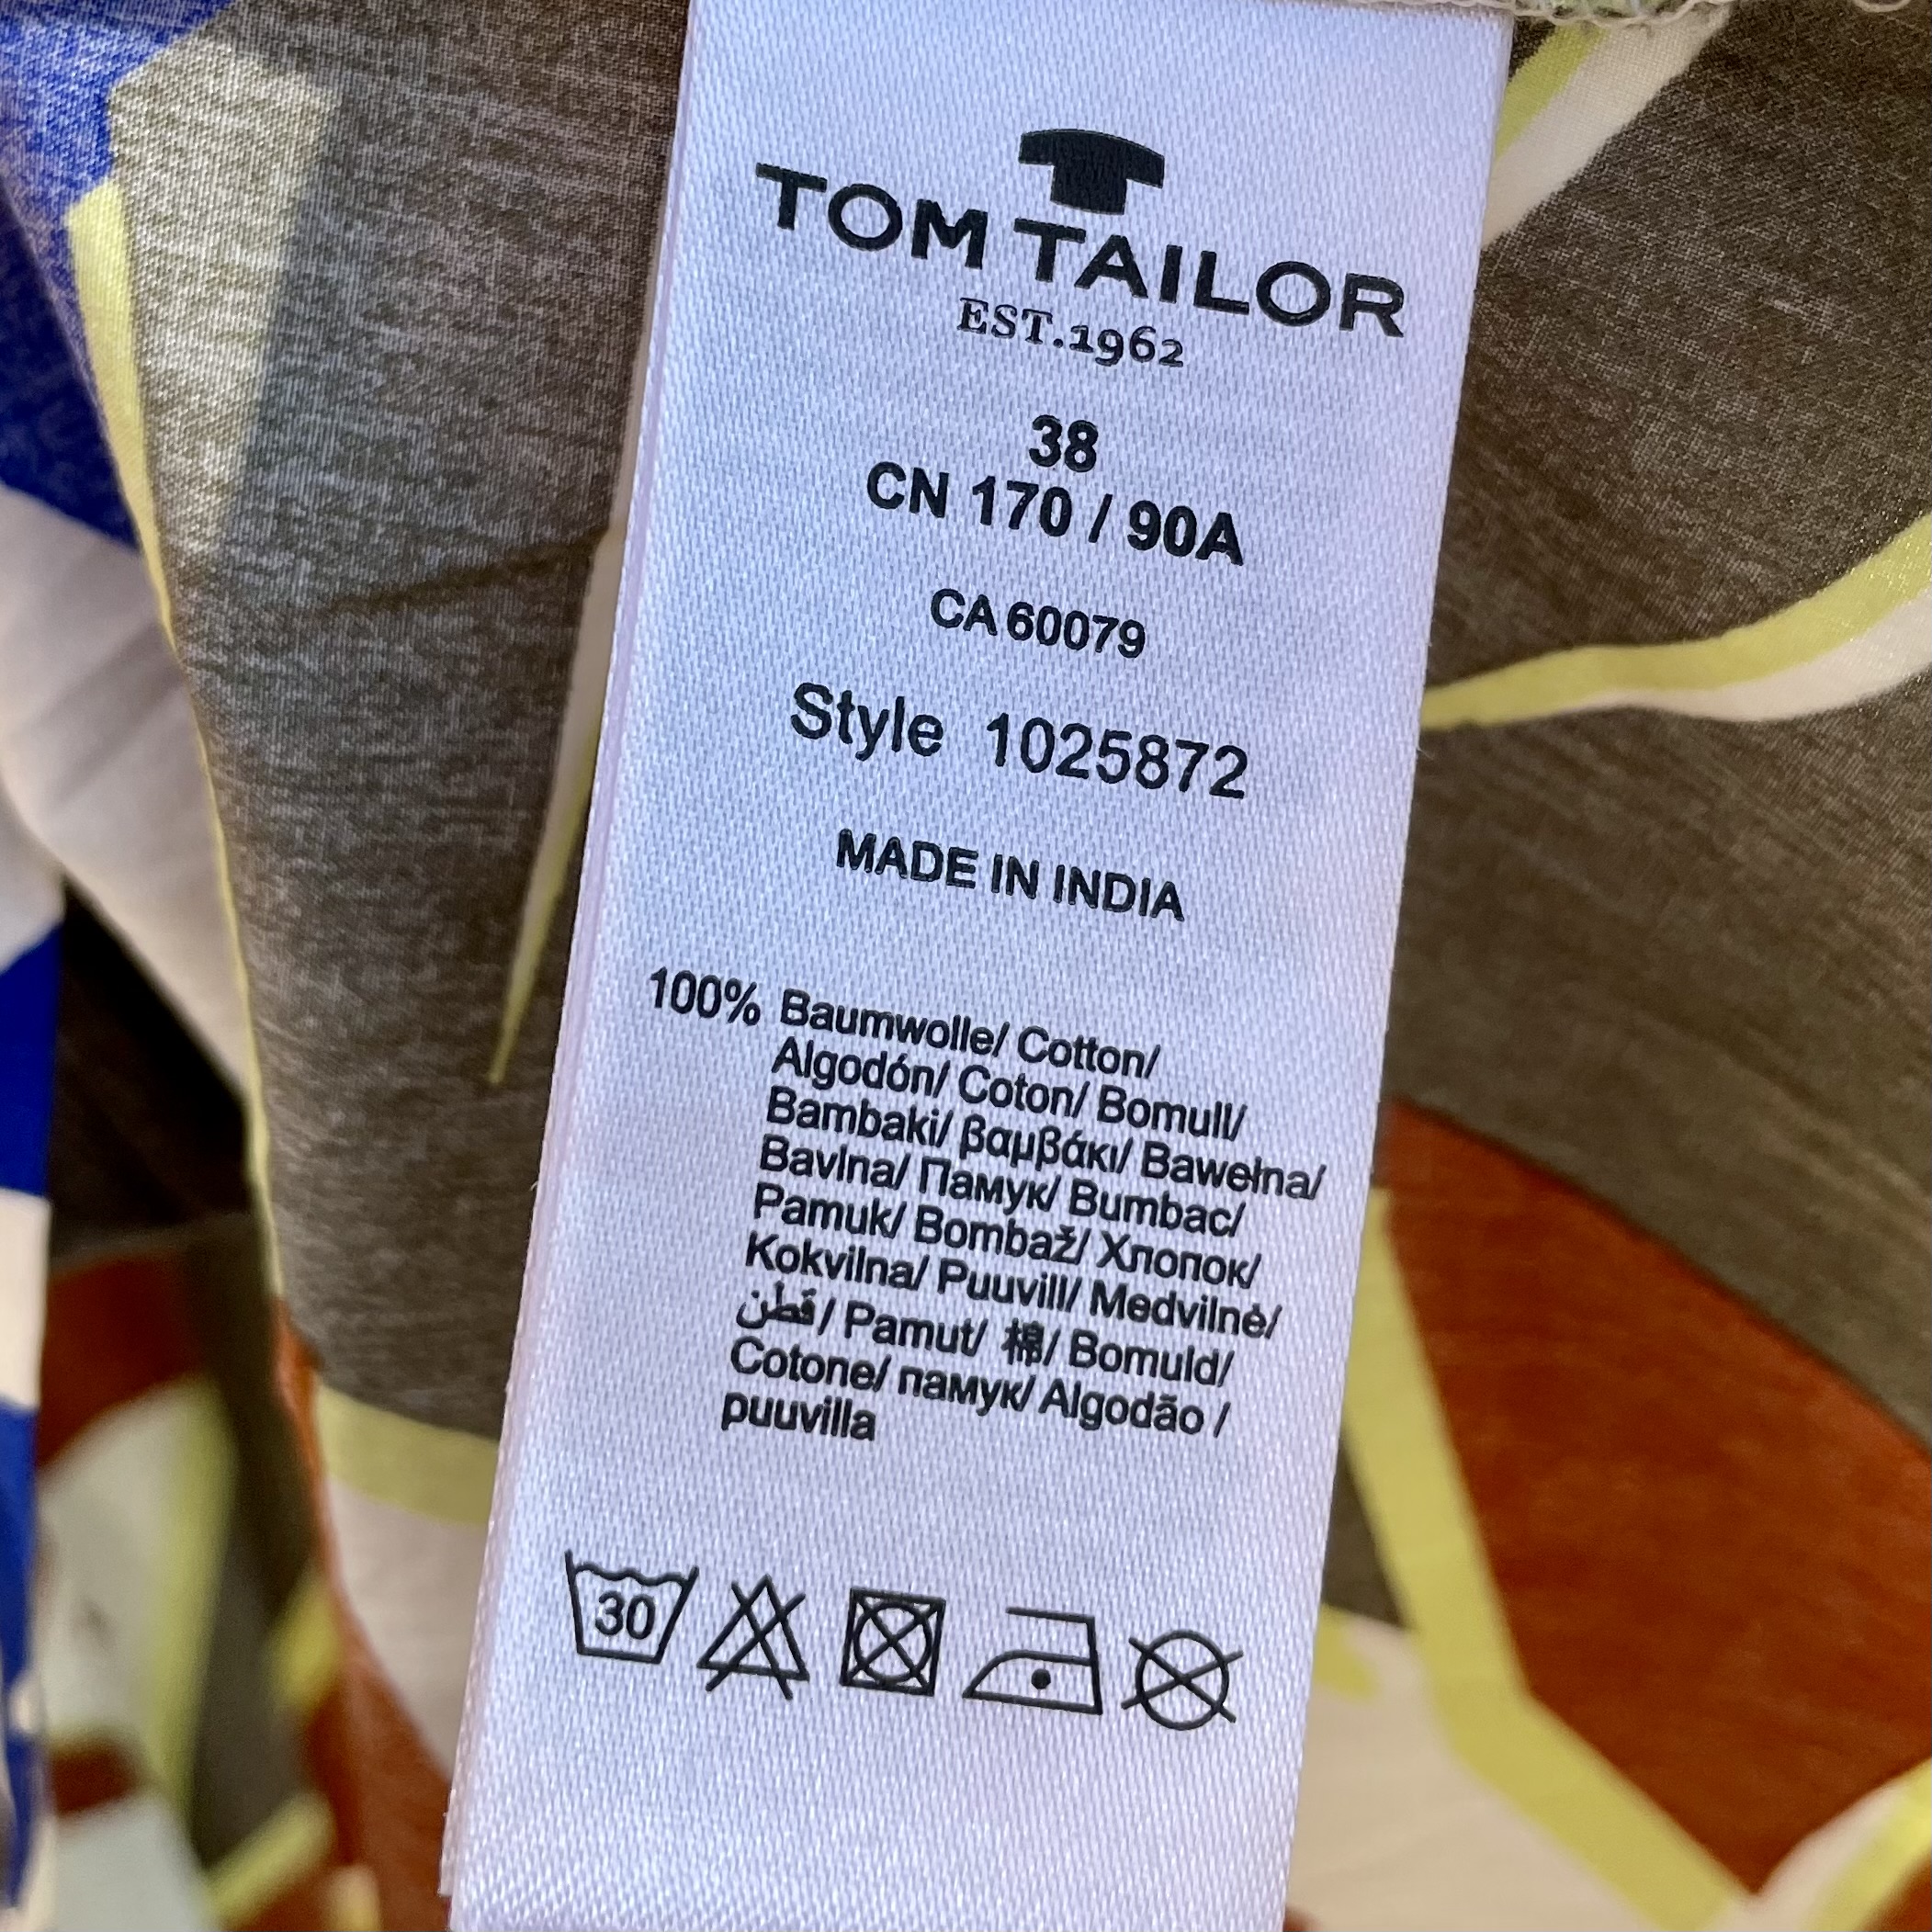 TOM TAILOR
EST.1962
38
CN 170 / 90A
CA 60079
Style 1025872
MADE IN INDIA
100% Baumwolle/ Cotton/
Algodón/ Coton/ Bomull/
Bambaki/ βαμβάκι/ Bawełna/
Bavlna/ Памук/ Bumbac/
Pamuk/ Bombaž/ Хлопок/
Kokvilna/ Puuvill/ Medvilnė/
قُطْن/ Pamut/ 棉/ Bomuld/
Cotone/ памук/ Algodão /
puuvilla
30